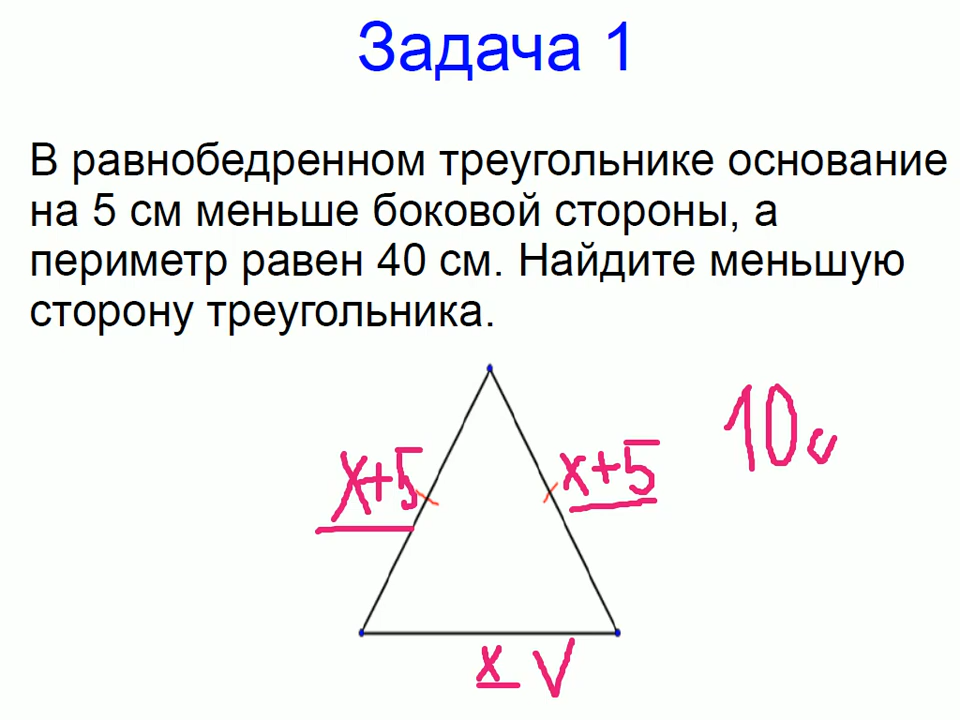 Задача 1
В равнобедренном треугольнике основание
на 5 см меньше боковой стороны, а
периметр равен 40 см. Найдите меньшую
сторону треугольника.
x+5
x+5
10с
x